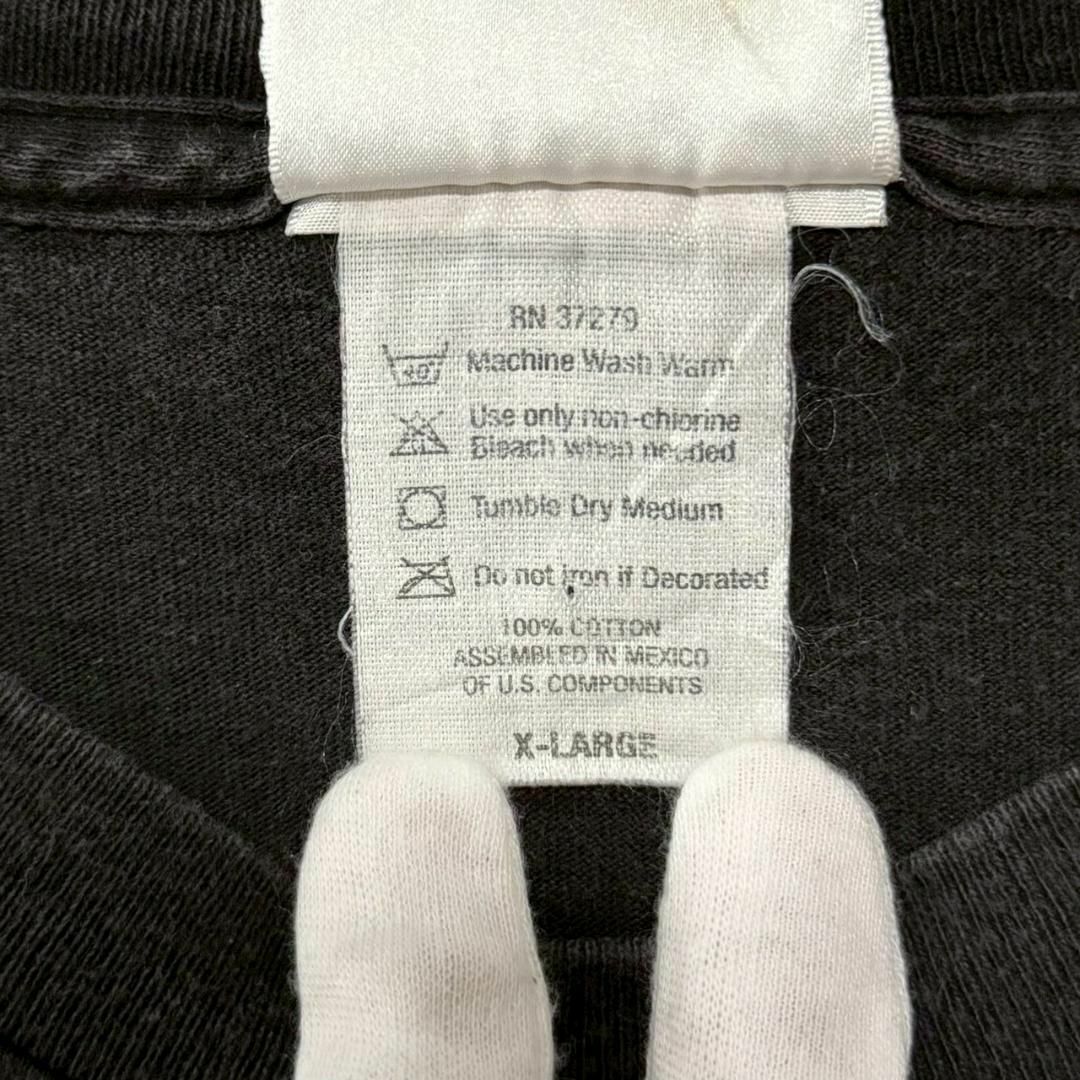 RN 37279
40° Machine Wash Warm
Use only non-chlorine
Bleach when needed
Tumble Dry Medium
Do not iron if Decorated
100% COTTON
ASSEMBLED IN MEXICO
OF U.S. COMPONENTS
X-LARGE